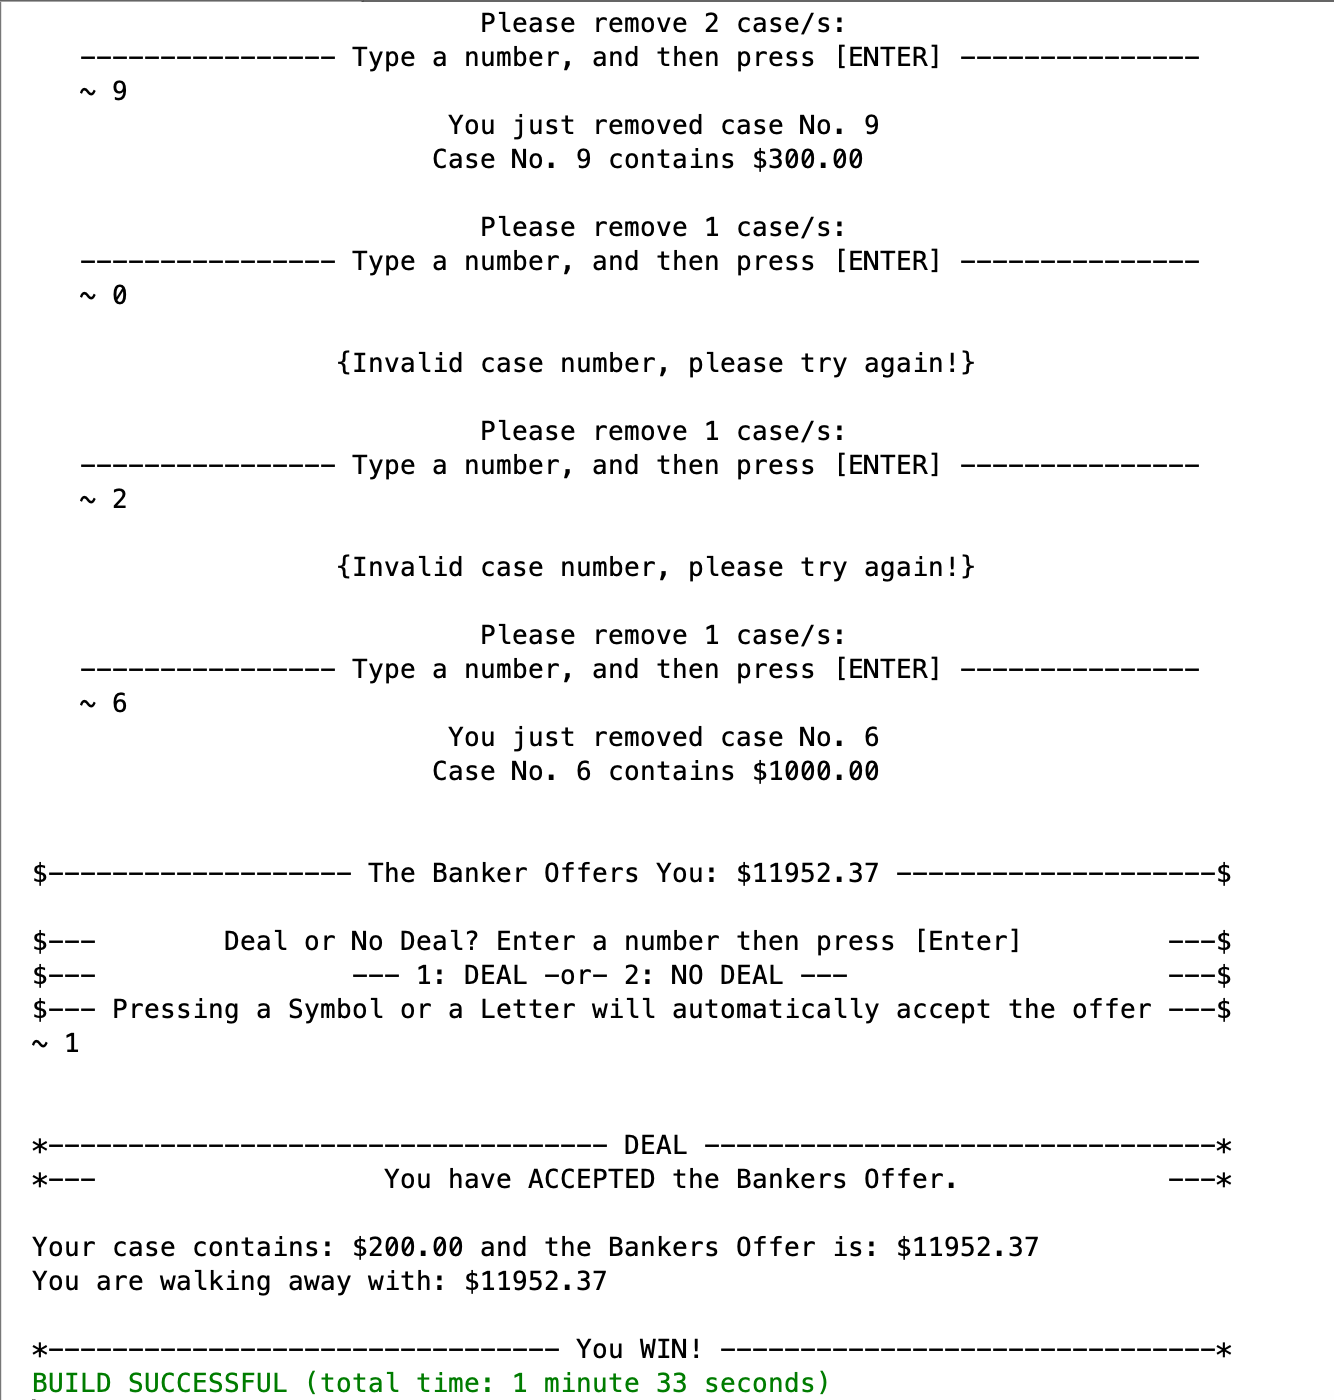 Please remove 2 case/s:
---------------- Type a number, and then press [ENTER] ---------------
~ 9
You just removed case No. 9
Case No. 9 contains $300.00
Please remove 1 case/s:
---------------- Type a number, and then press [ENTER] ---------------
~ 0
{Invalid case number, please try again!}
Please remove 1 case/s:
---------------- Type a number, and then press [ENTER] ---------------
~ 2
{Invalid case number, please try again!}
Please remove 1 case/s:
---------------- Type a number, and then press [ENTER] ---------------
~ 6
You just removed case No. 6
Case No. 6 contains $1000.00
$------------------- The Banker Offers You: $11952.37 --------------------$
$---        Deal or No Deal? Enter a number then press [Enter]         ---$
$---                --- 1: DEAL -or- 2: NO DEAL ---                    ---$
$--- Pressing a Symbol or a Letter will automatically accept the offer ---$
~ 1
*----------------------------------- DEAL --------------------------------*
*---                  You have ACCEPTED the Bankers Offer.             ---*
Your case contains: $200.00 and the Bankers Offer is: $11952.37
You are walking away with: $11952.37
*-------------------------------- You WIN! -------------------------------*
BUILD SUCCESSFUL (total time: 1 minute 33 seconds)